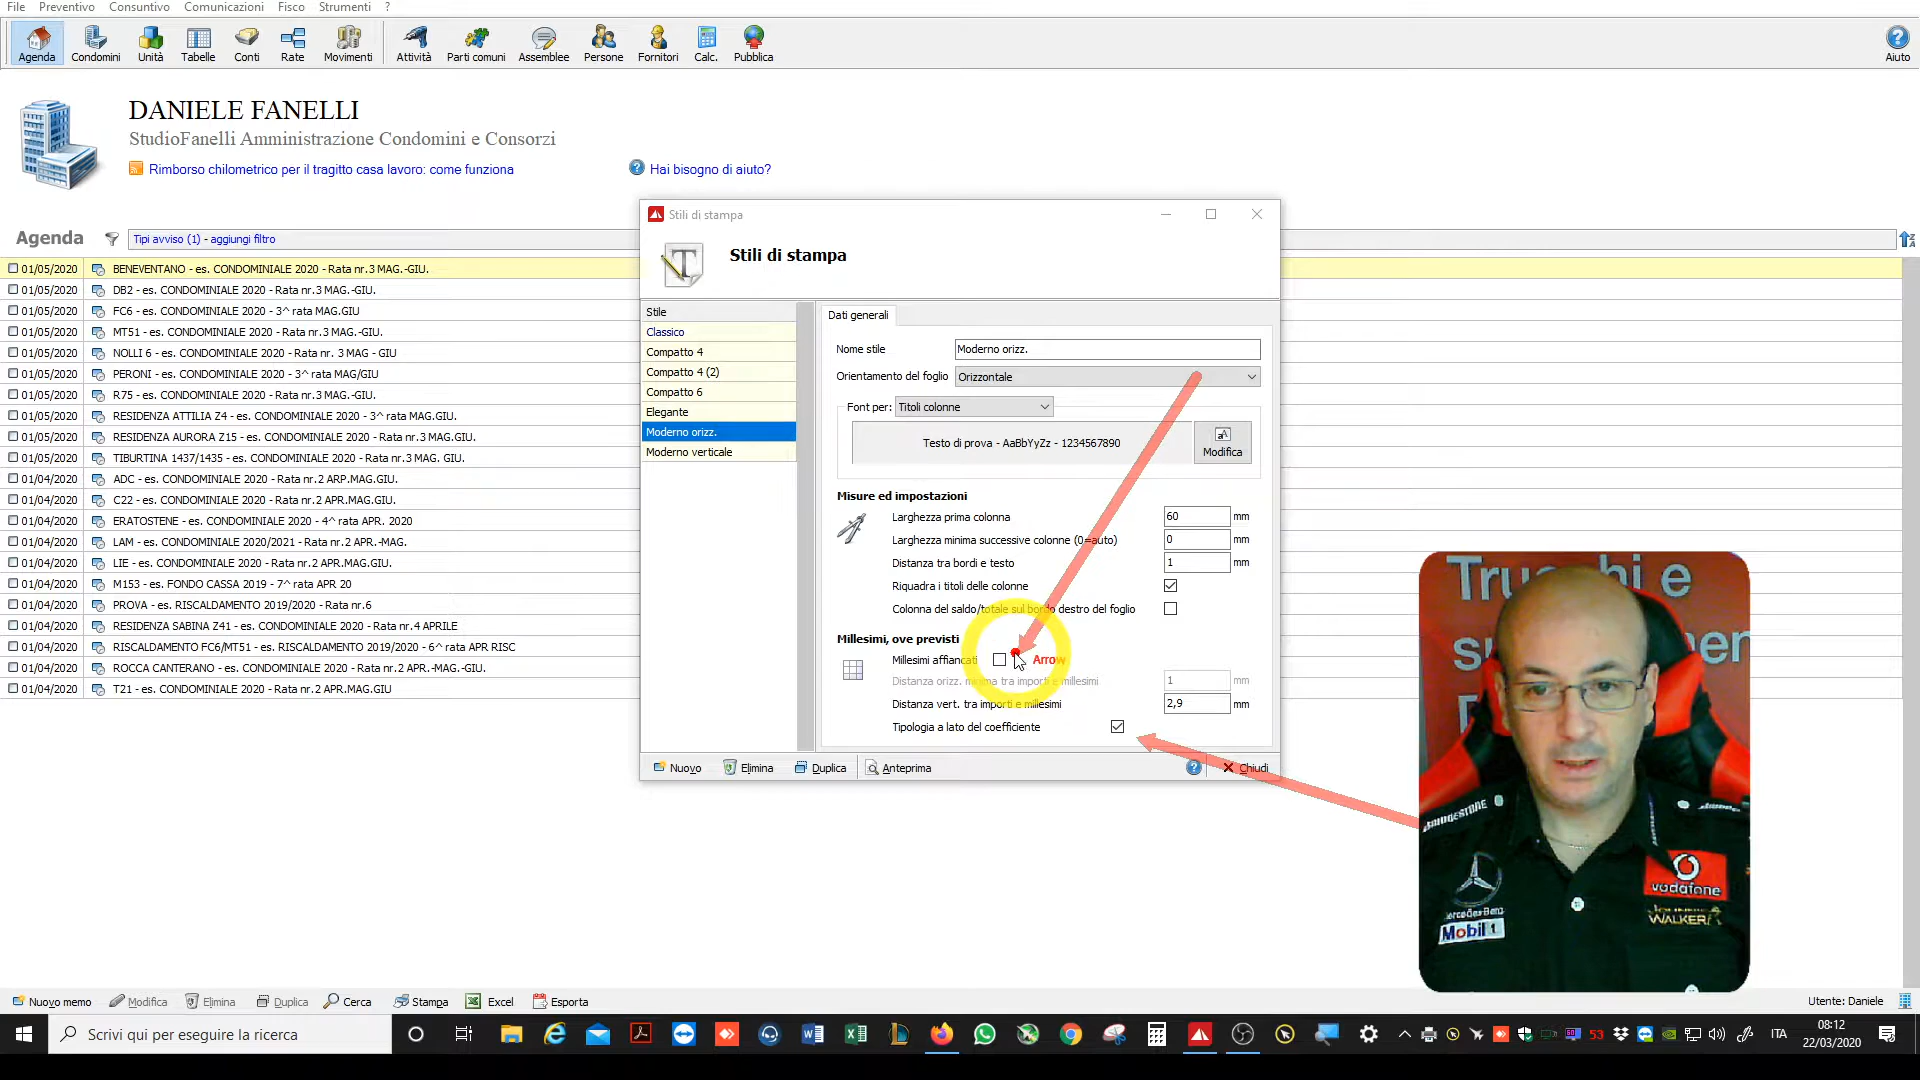 File Preventivo Consuntivo Comunicazioni Fisco Strumenti ?
Agenda Condomini Unità Tabelle Conti Rate Movimenti Attività Parti comuni Assemblee Persone Fornitori Calc. Pubblica Aiuto
DANIELE FANELLI
StudioFanelli Amministrazione Condomini e Consorzi
Rimborso chilometrico per il tragitto casa lavoro: come funziona Hai bisogno di aiuto?
Agenda Tipi avviso (1) - aggiungi filtro
01/05/2020 BENEVENTANO - es. CONDOMINIALE 2020 - Rata nr.3 MAG.-GIU.
01/05/2020 DB2 - es. CONDOMINIALE 2020 - Rata nr.3 MAG-GIU.
01/05/2020 FC6 - es. CONDOMINIALE 2020 - 3^ rata MAG.GIU
01/05/2020 MT51 - es. CONDOMINIALE 2020 - Rata nr.3 MAG.-GIU.
01/05/2020 NOLLI 6 - es. CONDOMINIALE 2020 - Rata nr. 3 MAG - GIU
01/05/2020 PERONI - es. CONDOMINIALE 2020 - 3^ rata MAG/GIU
01/05/2020 R75 - es. CONDOMINIALE 2020 - Rata nr.3 MAG.-GIU.
01/05/2020 RESIDENZA ATTILIA Z4 - es. CONDOMINIALE 2020 - 3^ rata MAG.GIU.
01/05/2020 RESIDENZA AURORA Z15 - es. CONDOMINIALE 2020 - Rata nr.3 MAG.GIU.
01/05/2020 TIBURTINA 1437/1435 - es. CONDOMINIALE 2020 - Rata nr.3 MAG. GIU.
01/04/2020 ADC - es. CONDOMINIALE 2020 - Rata nr.2 ARP.MAG.GIU.
01/04/2020 C22 - es. CONDOMINIALE 2020 - Rata nr.2 APR.MAG.GIU.
01/04/2020 ERATOSTENE - es. CONDOMINIALE 2020 - 4^ rata APR. 2020
01/04/2020 LAM - es. CONDOMINIALE 2020/2021 - Rata nr.2 APR.-MAG.
01/04/2020 LIE - es. CONDOMINIALE 2020 - Rata nr.2 APR.MAG.GIU.
01/04/2020 M153 - es. FONDO CASSA 2019 - 7^ rata APR 20
01/04/2020 PROVA - es. RISCALDAMENTO 2019/2020 - Rata nr.6
01/04/2020 RESIDENZA SABINA Z41 - es. CONDOMINIALE 2020 - Rata nr.4 APRILE
01/04/2020 RISCALDAMENTO FC6/MT51 - es. RISCALDAMENTO 2019/2020 - 6^ rata APR RISC
01/04/2020 ROCCA CANTERANO - es. CONDOMINIALE 2020 - Rata nr.2 APR.-MAG.-GIU.
01/04/2020 T21 - es. CONDOMINIALE 2020 - Rata nr.2 APR.MAG.GIU
Stili di stampa
Stili di stampa
Stile
Classico
Compatto 4
Compatto 4 (2)
Compatto 6
Elegante
Moderno orizz.
Moderno verticale
Dati generali
Nome stile Moderno orizz.
Orientamento del foglio Orizzontale
Font per: Titoli colonne
Testo di prova - AaBbYyZz - 1234567890 Modifica
Misure ed impostazioni
Larghezza prima colonna 60 mm
Larghezza minima successive colonne (0=auto) 0 mm
Distanza tra bordi e testo 1 mm
Riquadra i titoli delle colonne
Colonna del saldo/totale sul bordo destro del foglio
Millesimi, ove previsti
Millesimi affiancati Arrow
Distanza orizz. minima tra importi e millesimi 1 mm
Distanza vert. tra importi e millesimi 2,9 mm
Tipologia a lato del coefficiente
Nuovo Elimina Duplica Anteprima Chiudi
BRIDGESTONE
vodafone
WALKER
Mercedes-Benz
Mobil 1
Nuovo memo Modifica Elimina Duplica Cerca Stampa Excel Esporta Utente: Daniele
Scrivi qui per eseguire la ricerca
53
ITA
08:12
22/03/2020